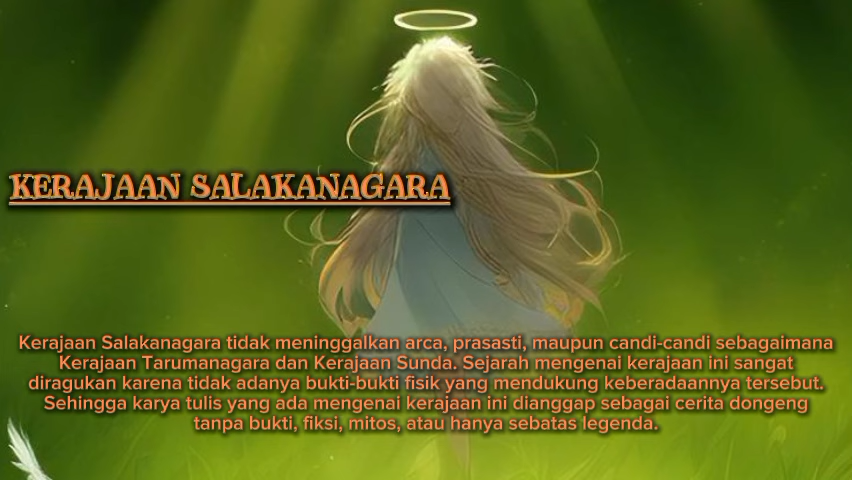 KERAJAAN SALAKANAGARA
Kerajaan Salakanagara tidak meninggalkan arca, prasasti, maupun candi-candi sebagaimana
Kerajaan Tarumanagara dan Kerajaan Sunda. Sejarah mengenai kerajaan ini sangat
diragukan karena tidak adanya bukti-bukti fisik yang mendukung keberadaannya tersebut.
Sehingga karya tulis yang ada mengenai kerajaan ini dianggap sebagai cerita dongeng
tanpa bukti, fiksi, mitos, atau hanya sebatas legenda.